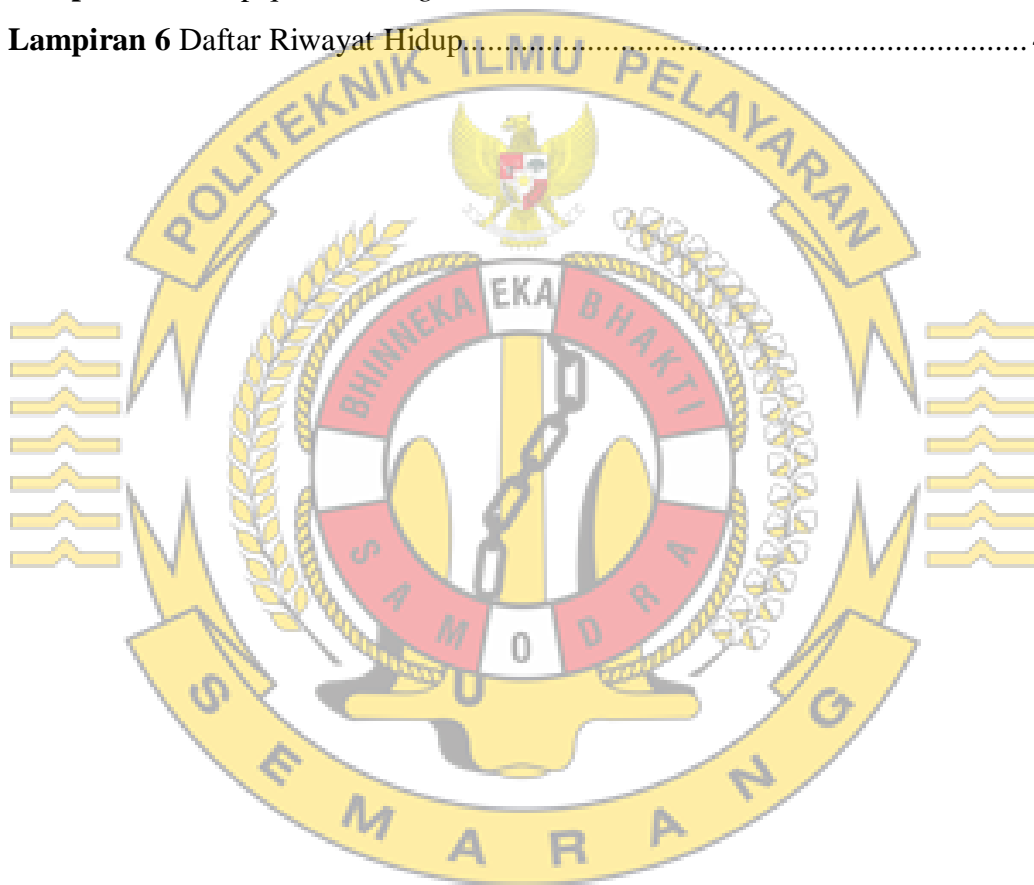 Lampiran 6 Daftar Riwayat Hidup
POLITEKNIK ILMU PELAYARAN
BHINNEKA EKA BHAKTI
SAMODRA
SEMARANG